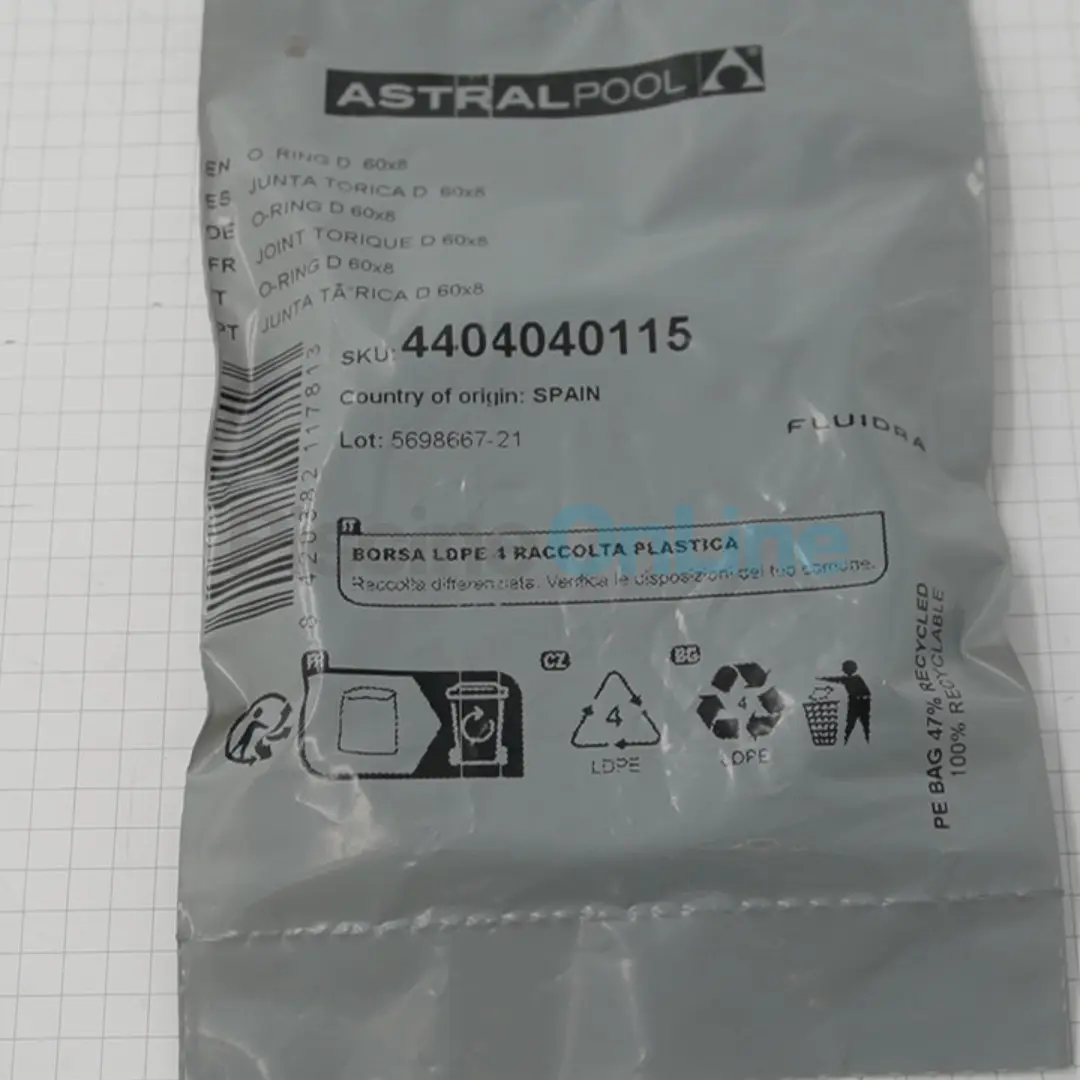 ASTRALPOOL
EN O RING D 60x8
ES JUNTA TORICA D 60x8
DE O-RING D 60x8
FR JOINT TORIQUE D 60x8
T O-RING D 60x8
PT JUNTA TÃ³RICA D 60x8
SKU: 4404040115
Country of origin: SPAIN
Lot: 5698667-21
FLUIDRA
OnLine
IT
BORSA LDPE 4 RACCOLTA PLASTICA
Raccolta differenziata. Verifica le disposizioni del tuo comune.
FR
CZ
4
LDPE
BG
4
LDPE
PE BAG 47% RECYCLED
100% RECYCLABLE